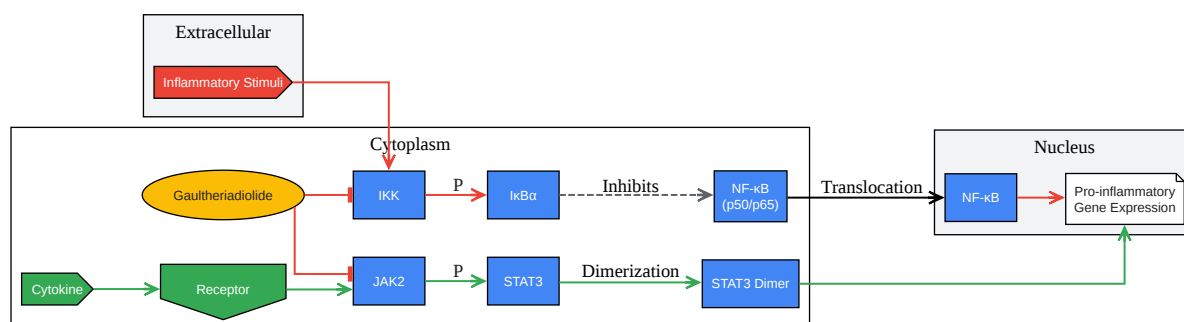 Extracellular
Inflammatory Stimuli
Cytoplasm
Nucleus
Gaultheriadiolide
IKK
P
IκBα
Inhibits
NF-κB
(p50/p65)
Translocation
NF-κB
Pro-inflammatory
Gene Expression
Cytokine
Receptor
JAK2
P
STAT3
Dimerization
STAT3 Dimer